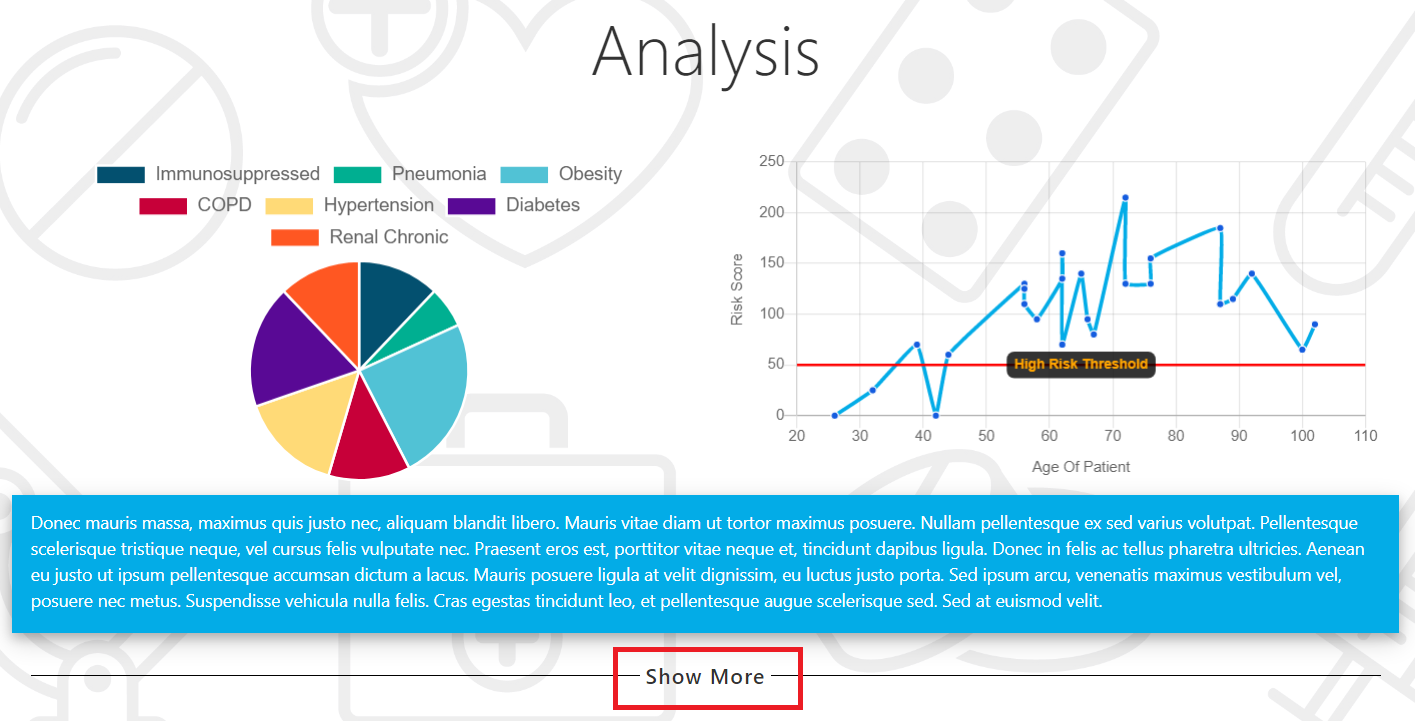 Analysis
Immunosuppressed Pneumonia Obesity
COPD Hypertension Diabetes
Renal Chronic
250
200
150
100
50
0
Risk Score
High Risk Threshold
20 30 40 50 60 70 80 90 100 110
Age Of Patient
Donec mauris massa, maximus quis justo nec, aliquam blandit libero. Mauris vitae diam ut tortor maximus posuere. Nullam pellentesque ex sed varius volutpat. Pellentesque
scelerisque tristique neque, vel cursus felis vulputate nec. Praesent eros est, porttitor vitae neque et, tincidunt dapibus ligula. Donec in felis ac tellus pharetra ultricies. Aenean
eu justo ut ipsum pellentesque accumsan dictum a lacus. Mauris posuere ligula at velit dignissim, eu luctus justo porta. Sed ipsum arcu, venenatis maximus vestibulum vel,
posuere nec metus. Suspendisse vehicula nulla felis. Cras egestas tincidunt leo, et pellentesque augue scelerisque sed. Sed at euismod velit.
Show More